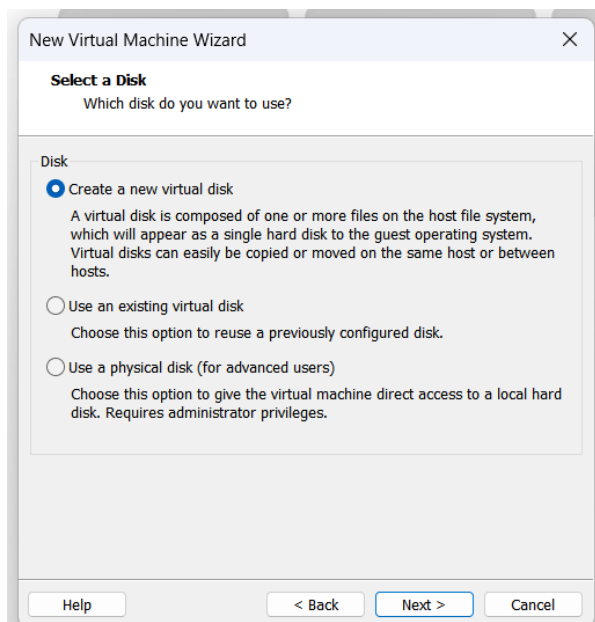 New Virtual Machine Wizard
Select a Disk
Which disk do you want to use?
Disk
Create a new virtual disk
A virtual disk is composed of one or more files on the host file system,
which will appear as a single hard disk to the guest operating system.
Virtual disks can easily be copied or moved on the same host or between
hosts.
Use an existing virtual disk
Choose this option to reuse a previously configured disk.
Use a physical disk (for advanced users)
Choose this option to give the virtual machine direct access to a local hard
disk. Requires administrator privileges.
Help < Back Next > Cancel